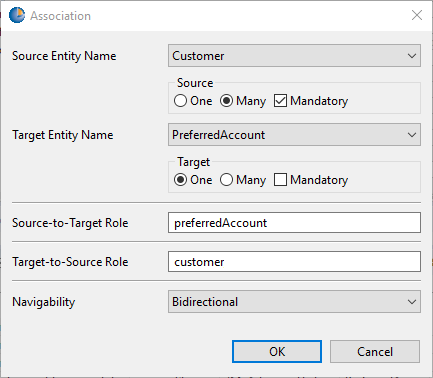 Association
Source Entity Name Customer
Source
One Many Mandatory
Target Entity Name PreferredAccount
Target
One Many Mandatory
Source-to-Target Role preferredAccount
Target-to-Source Role customer
Navigability Bidirectional
OK Cancel